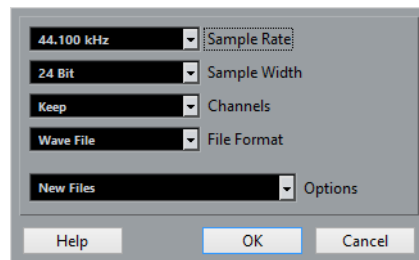 44.100 kHz Sample Rate
24 Bit Sample Width
Keep Channels
Wave File File Format
New Files Options
Help OK Cancel